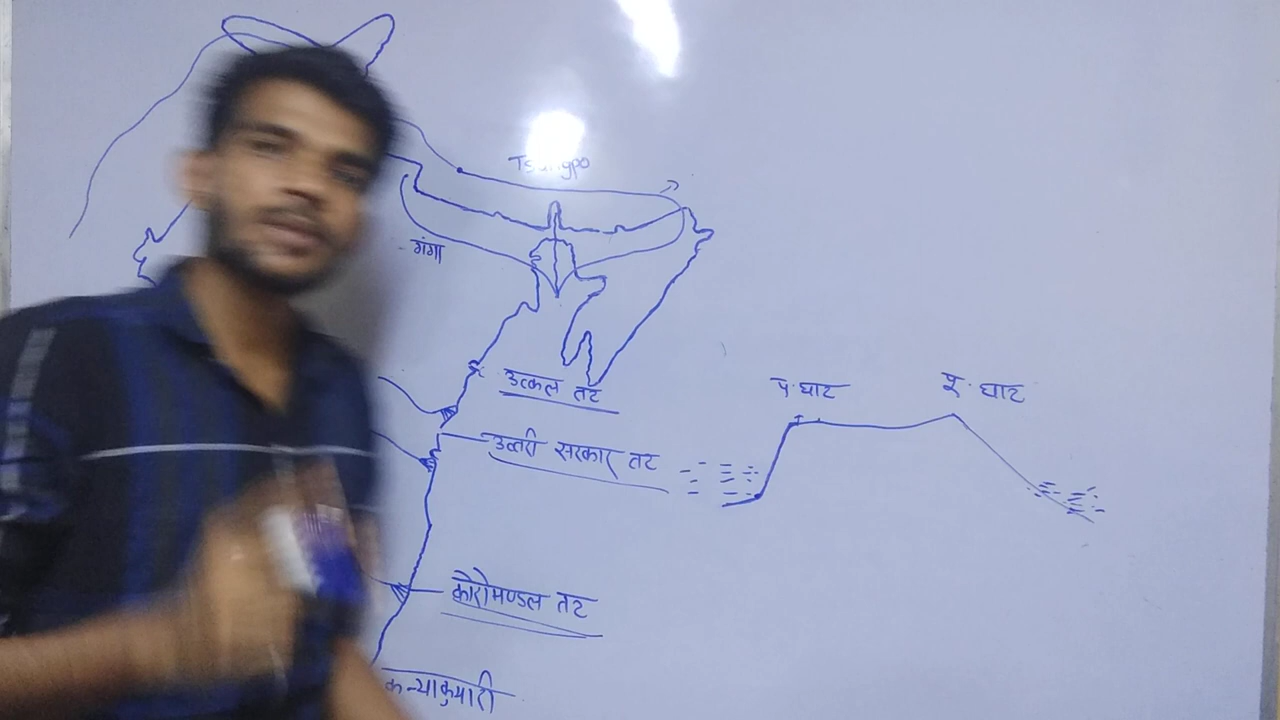 Tsangpo
गंगा
उत्कल तट
प. घाट
पू. घाट
उत्तरी सरकार तट
कोरोमण्डल तट
कन्याकुमारी